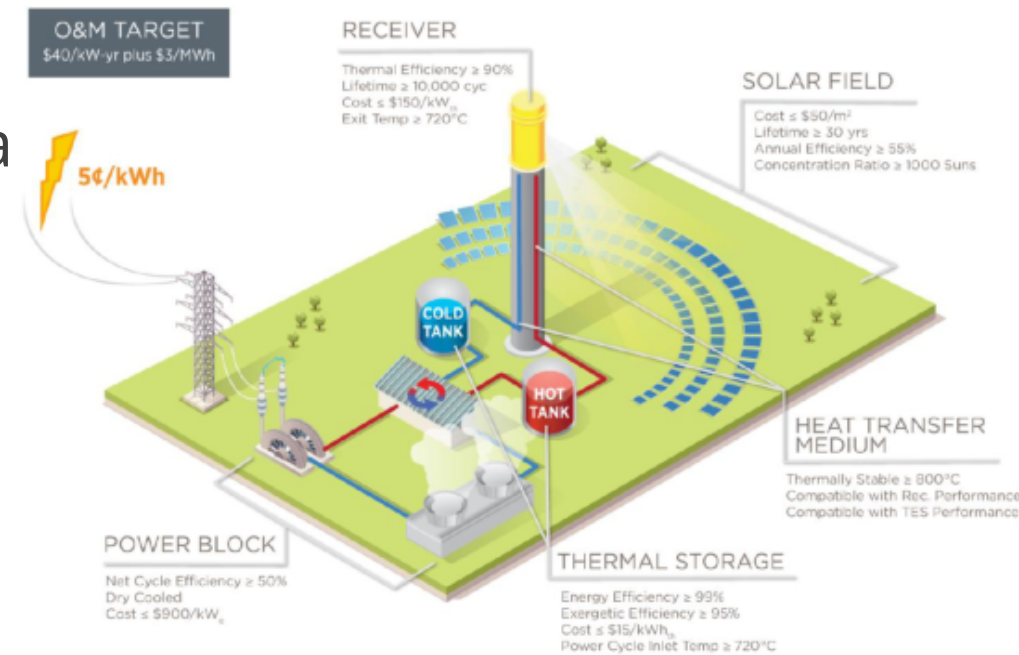 O&M TARGET
$40/kW-yr plus $3/MWh
a
5¢/kWh
RECEIVER
Thermal Efficiency ≥ 90%
Lifetime ≥ 10,000 cyc
Cost ≤ $150/kWth
Exit Temp ≥ 720°C
SOLAR FIELD
Cost ≤ $50/m²
Lifetime ≥ 30 yrs
Annual Efficiency ≥ 55%
Concentration Ratio ≥ 1000 Suns
COLD
TANK
HOT
TANK
HEAT TRANSFER
MEDIUM
Thermally Stable ≥ 800°C
Compatible with Rec. Performance
Compatible with TES Performance
POWER BLOCK
Net Cycle Efficiency ≥ 50%
Dry Cooled
Cost ≤ $900/kWe
THERMAL STORAGE
Energy Efficiency ≥ 99%
Exergetic Efficiency ≥ 95%
Cost ≤ $15/kWhth
Power Cycle Inlet Temp ≥ 720°C